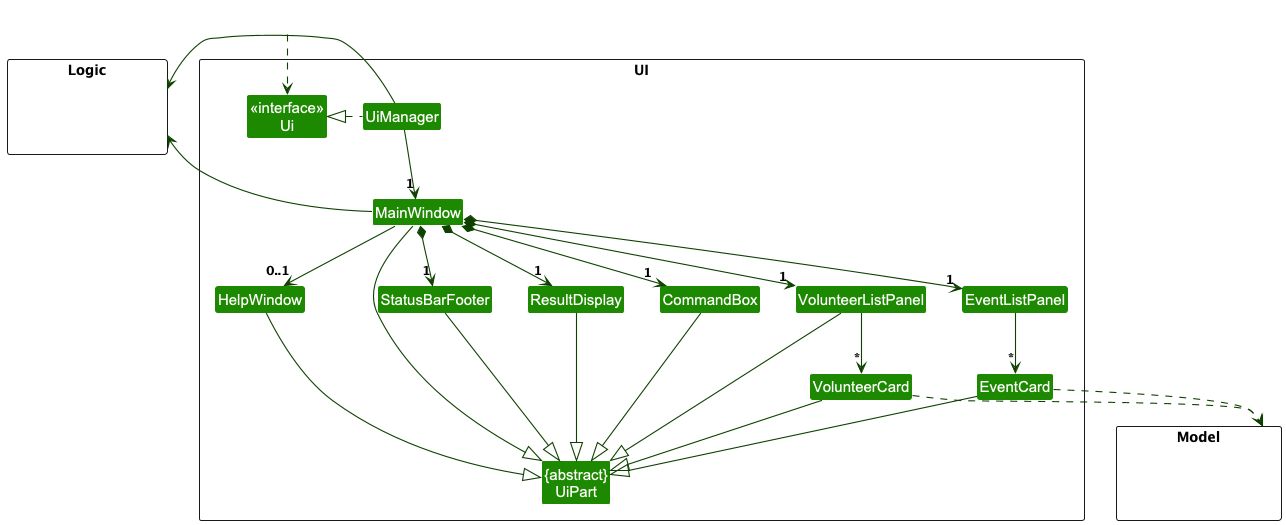 Logic
UI
«interface»
Ui
UiManager
1
MainWindow
0..1
1
1
1
1
1
HelpWindow
StatusBarFooter
ResultDisplay
CommandBox
VolunteerListPanel
EventListPanel
*
*
VolunteerCard
EventCard
Model
{abstract}
UiPart